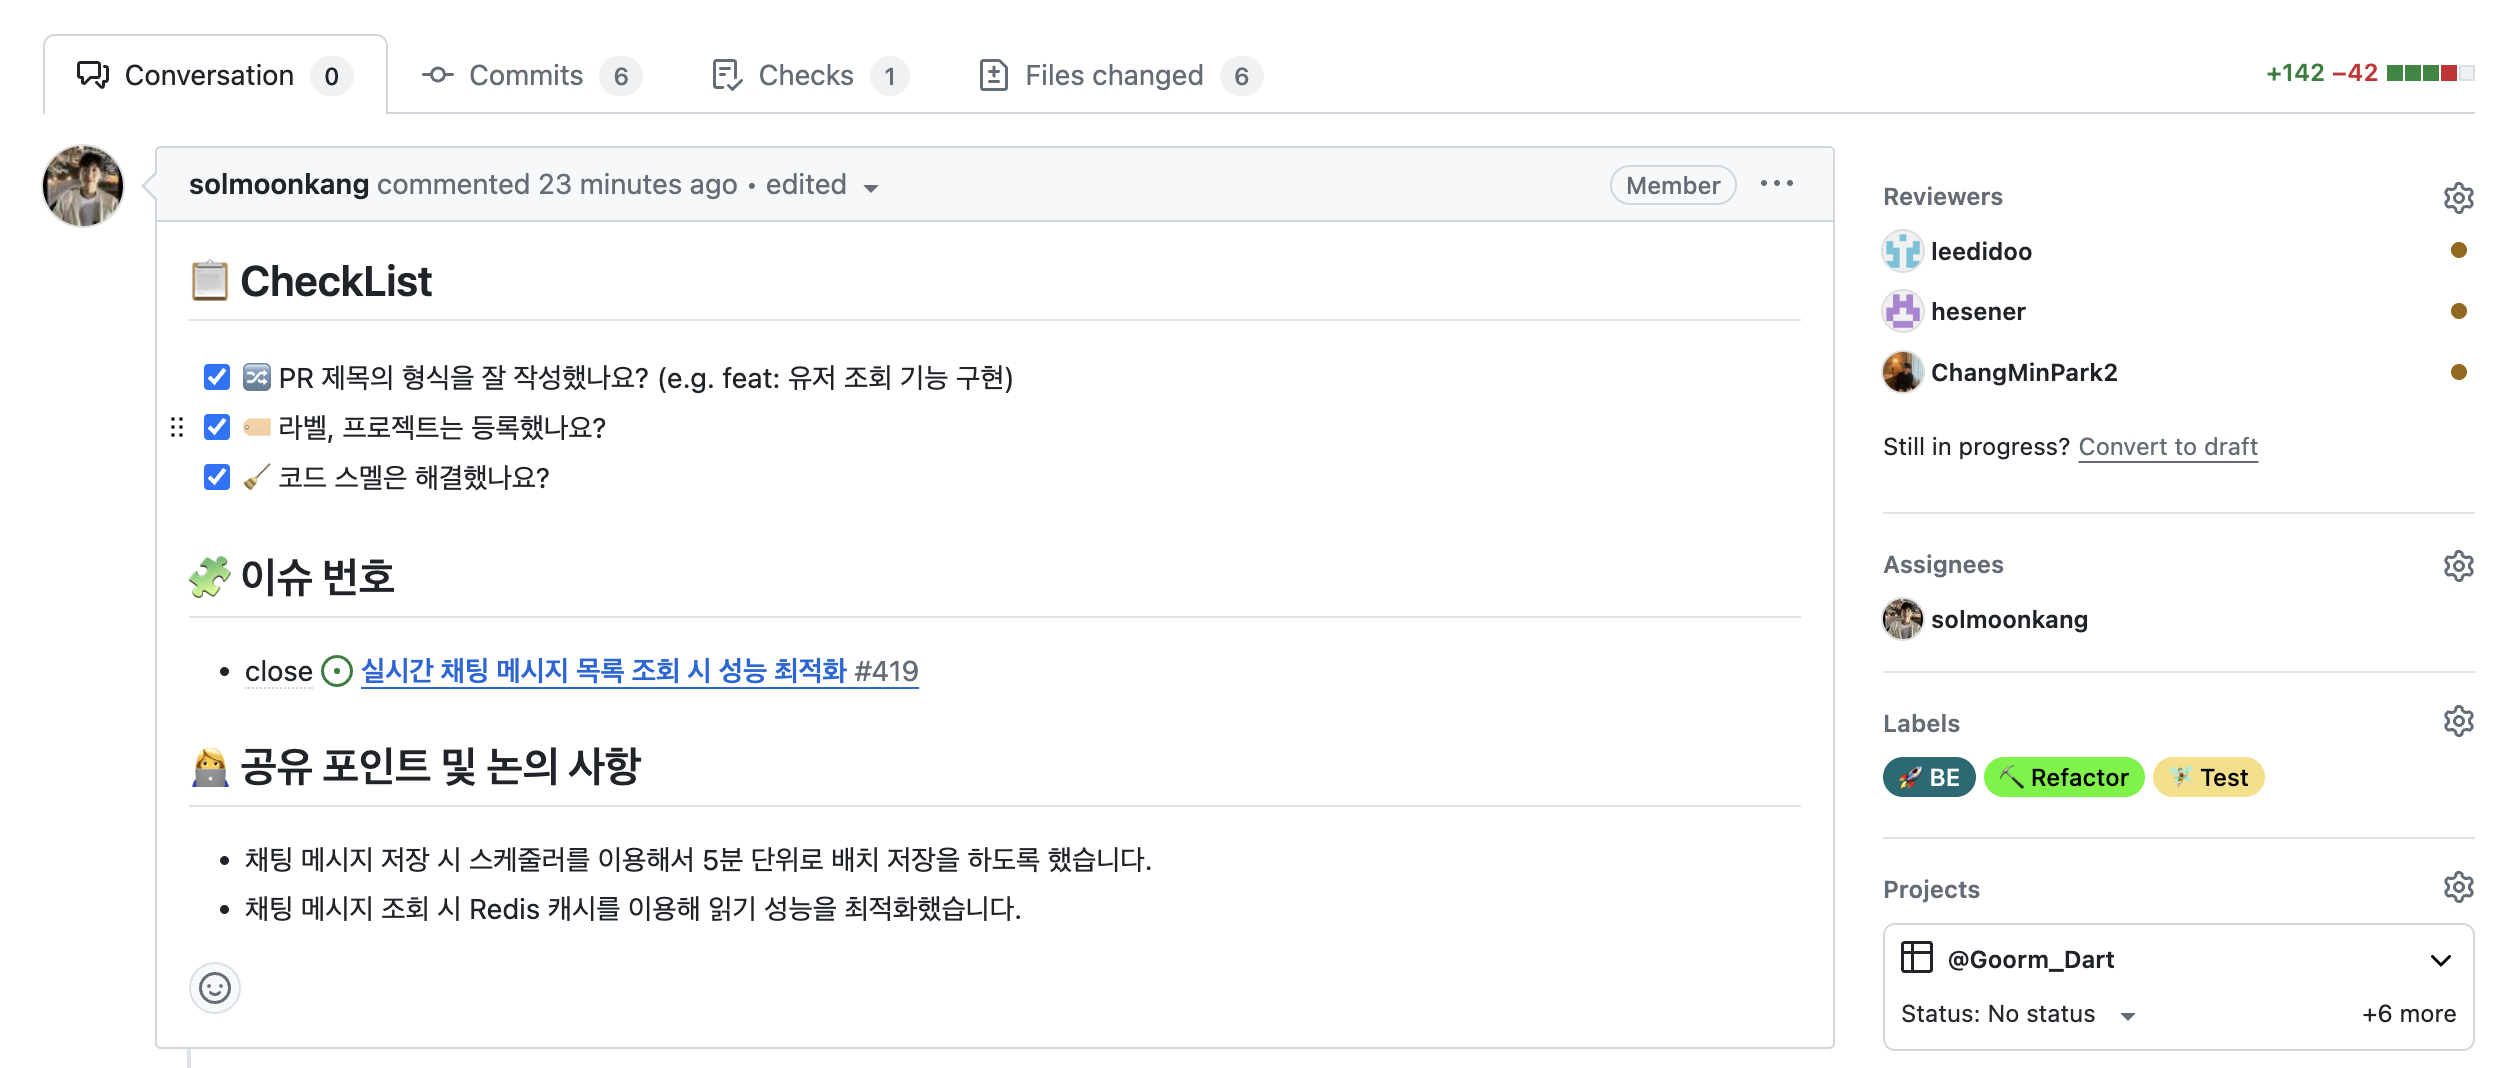 Conversation 0 Commits 6 Checks 1 Files changed 6 +142 −42
solmoonkang commented 23 minutes ago • edited Member
📋 CheckList
🔀 PR 제목의 형식을 잘 작성했나요? (e.g. feat: 유저 조회 기능 구현)
🏷️ 라벨, 프로젝트는 등록했나요?
🧹 코드 스멜은 해결했나요?
🧩 이슈 번호
• close 실시간 채팅 메시지 목록 조회 시 성능 최적화 #419
👩‍💻 공유 포인트 및 논의 사항
• 채팅 메시지 저장 시 스케줄러를 이용해서 5분 단위로 배치 저장을 하도록 했습니다.
• 채팅 메시지 조회 시 Redis 캐시를 이용해 읽기 성능을 최적화했습니다.
Reviewers
leedidoo
hesener
ChangMinPark2
Still in progress? Convert to draft
Assignees
solmoonkang
Labels
🚀 BE ⛏️ Refactor 🧚 Test
Projects
@Goorm_Dart
Status: No status +6 more